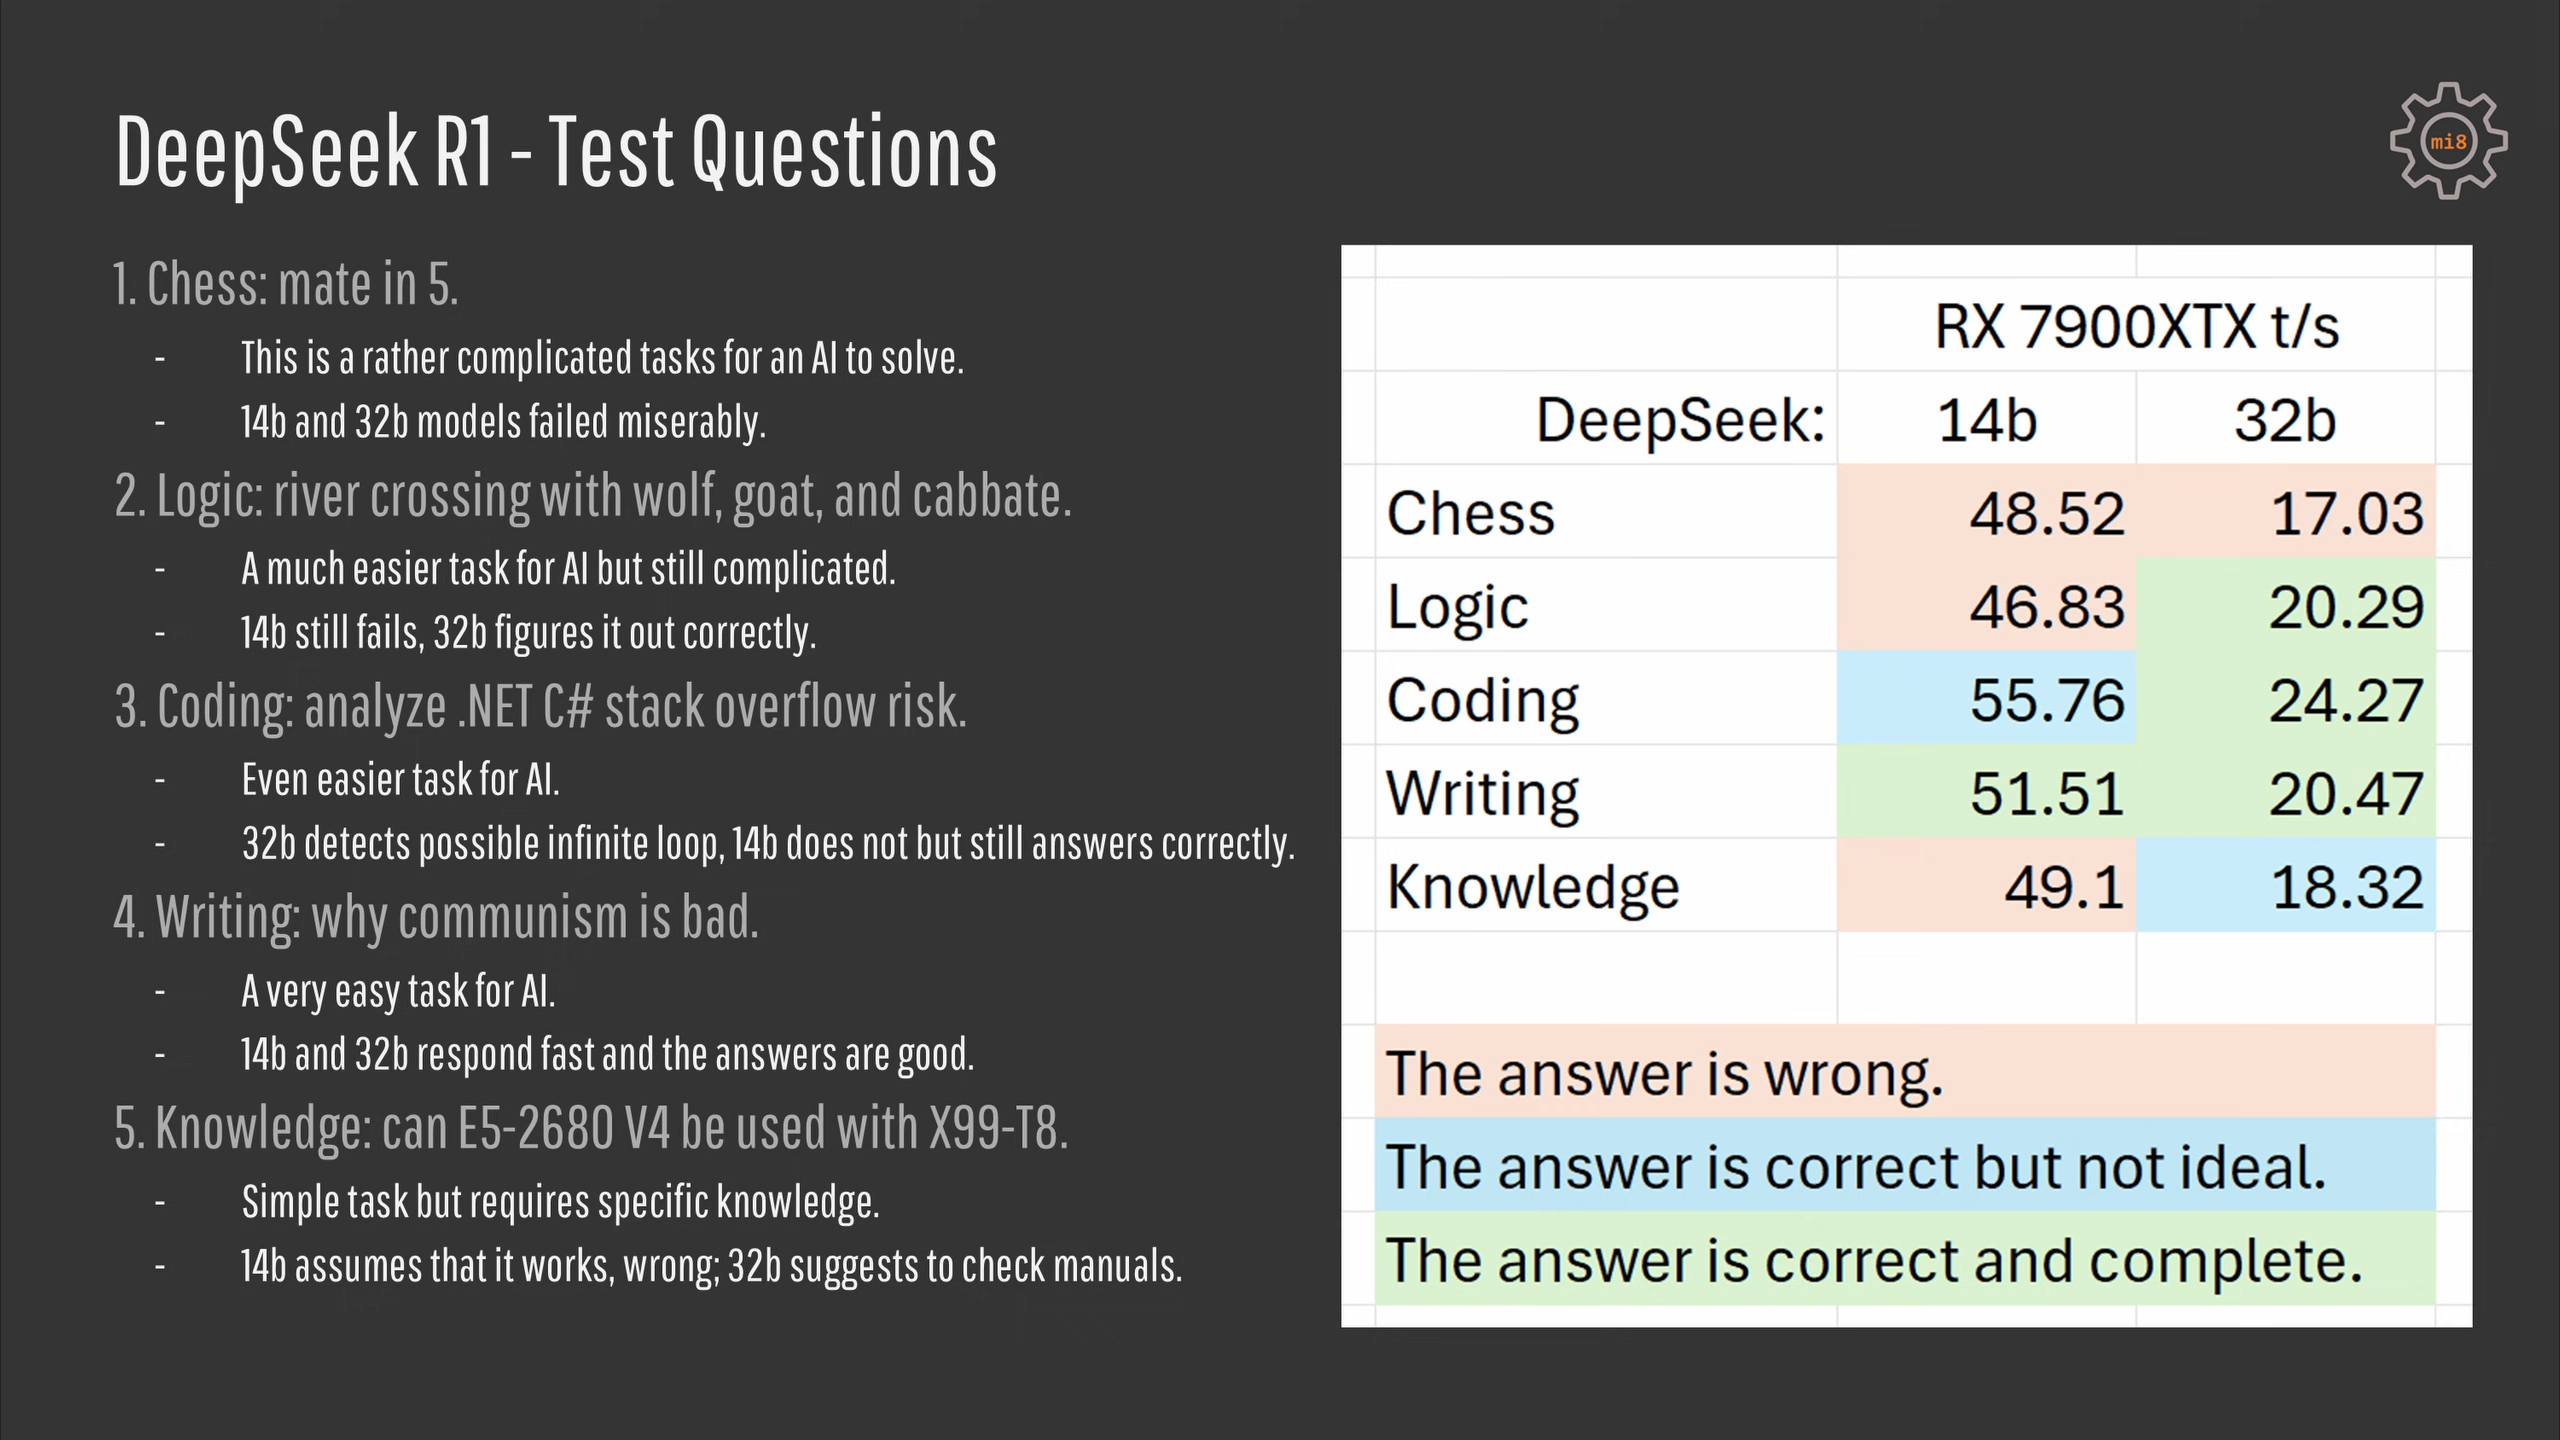 DeepSeek R1 - Test Questions
mi8
1. Chess: mate in 5.
- This is a rather complicated tasks for an AI to solve.
- 14b and 32b models failed miserably.
2. Logic: river crossing with wolf, goat, and cabbate.
- A much easier task for AI but still complicated.
- 14b still fails, 32b figures it out correctly.
3. Coding: analyze .NET C# stack overflow risk.
- Even easier task for AI.
- 32b detects possible infinite loop, 14b does not but still answers correctly.
4. Writing: why communism is bad.
- A very easy task for AI.
- 14b and 32b respond fast and the answers are good.
5. Knowledge: can E5-2680 V4 be used with X99-T8.
- Simple task but requires specific knowledge.
- 14b assumes that it works, wrong; 32b suggests to check manuals.
RX 7900XTX t/s
DeepSeek: 14b 32b
Chess 48.52 17.03
Logic 46.83 20.29
Coding 55.76 24.27
Writing 51.51 20.47
Knowledge 49.1 18.32
The answer is wrong.
The answer is correct but not ideal.
The answer is correct and complete.